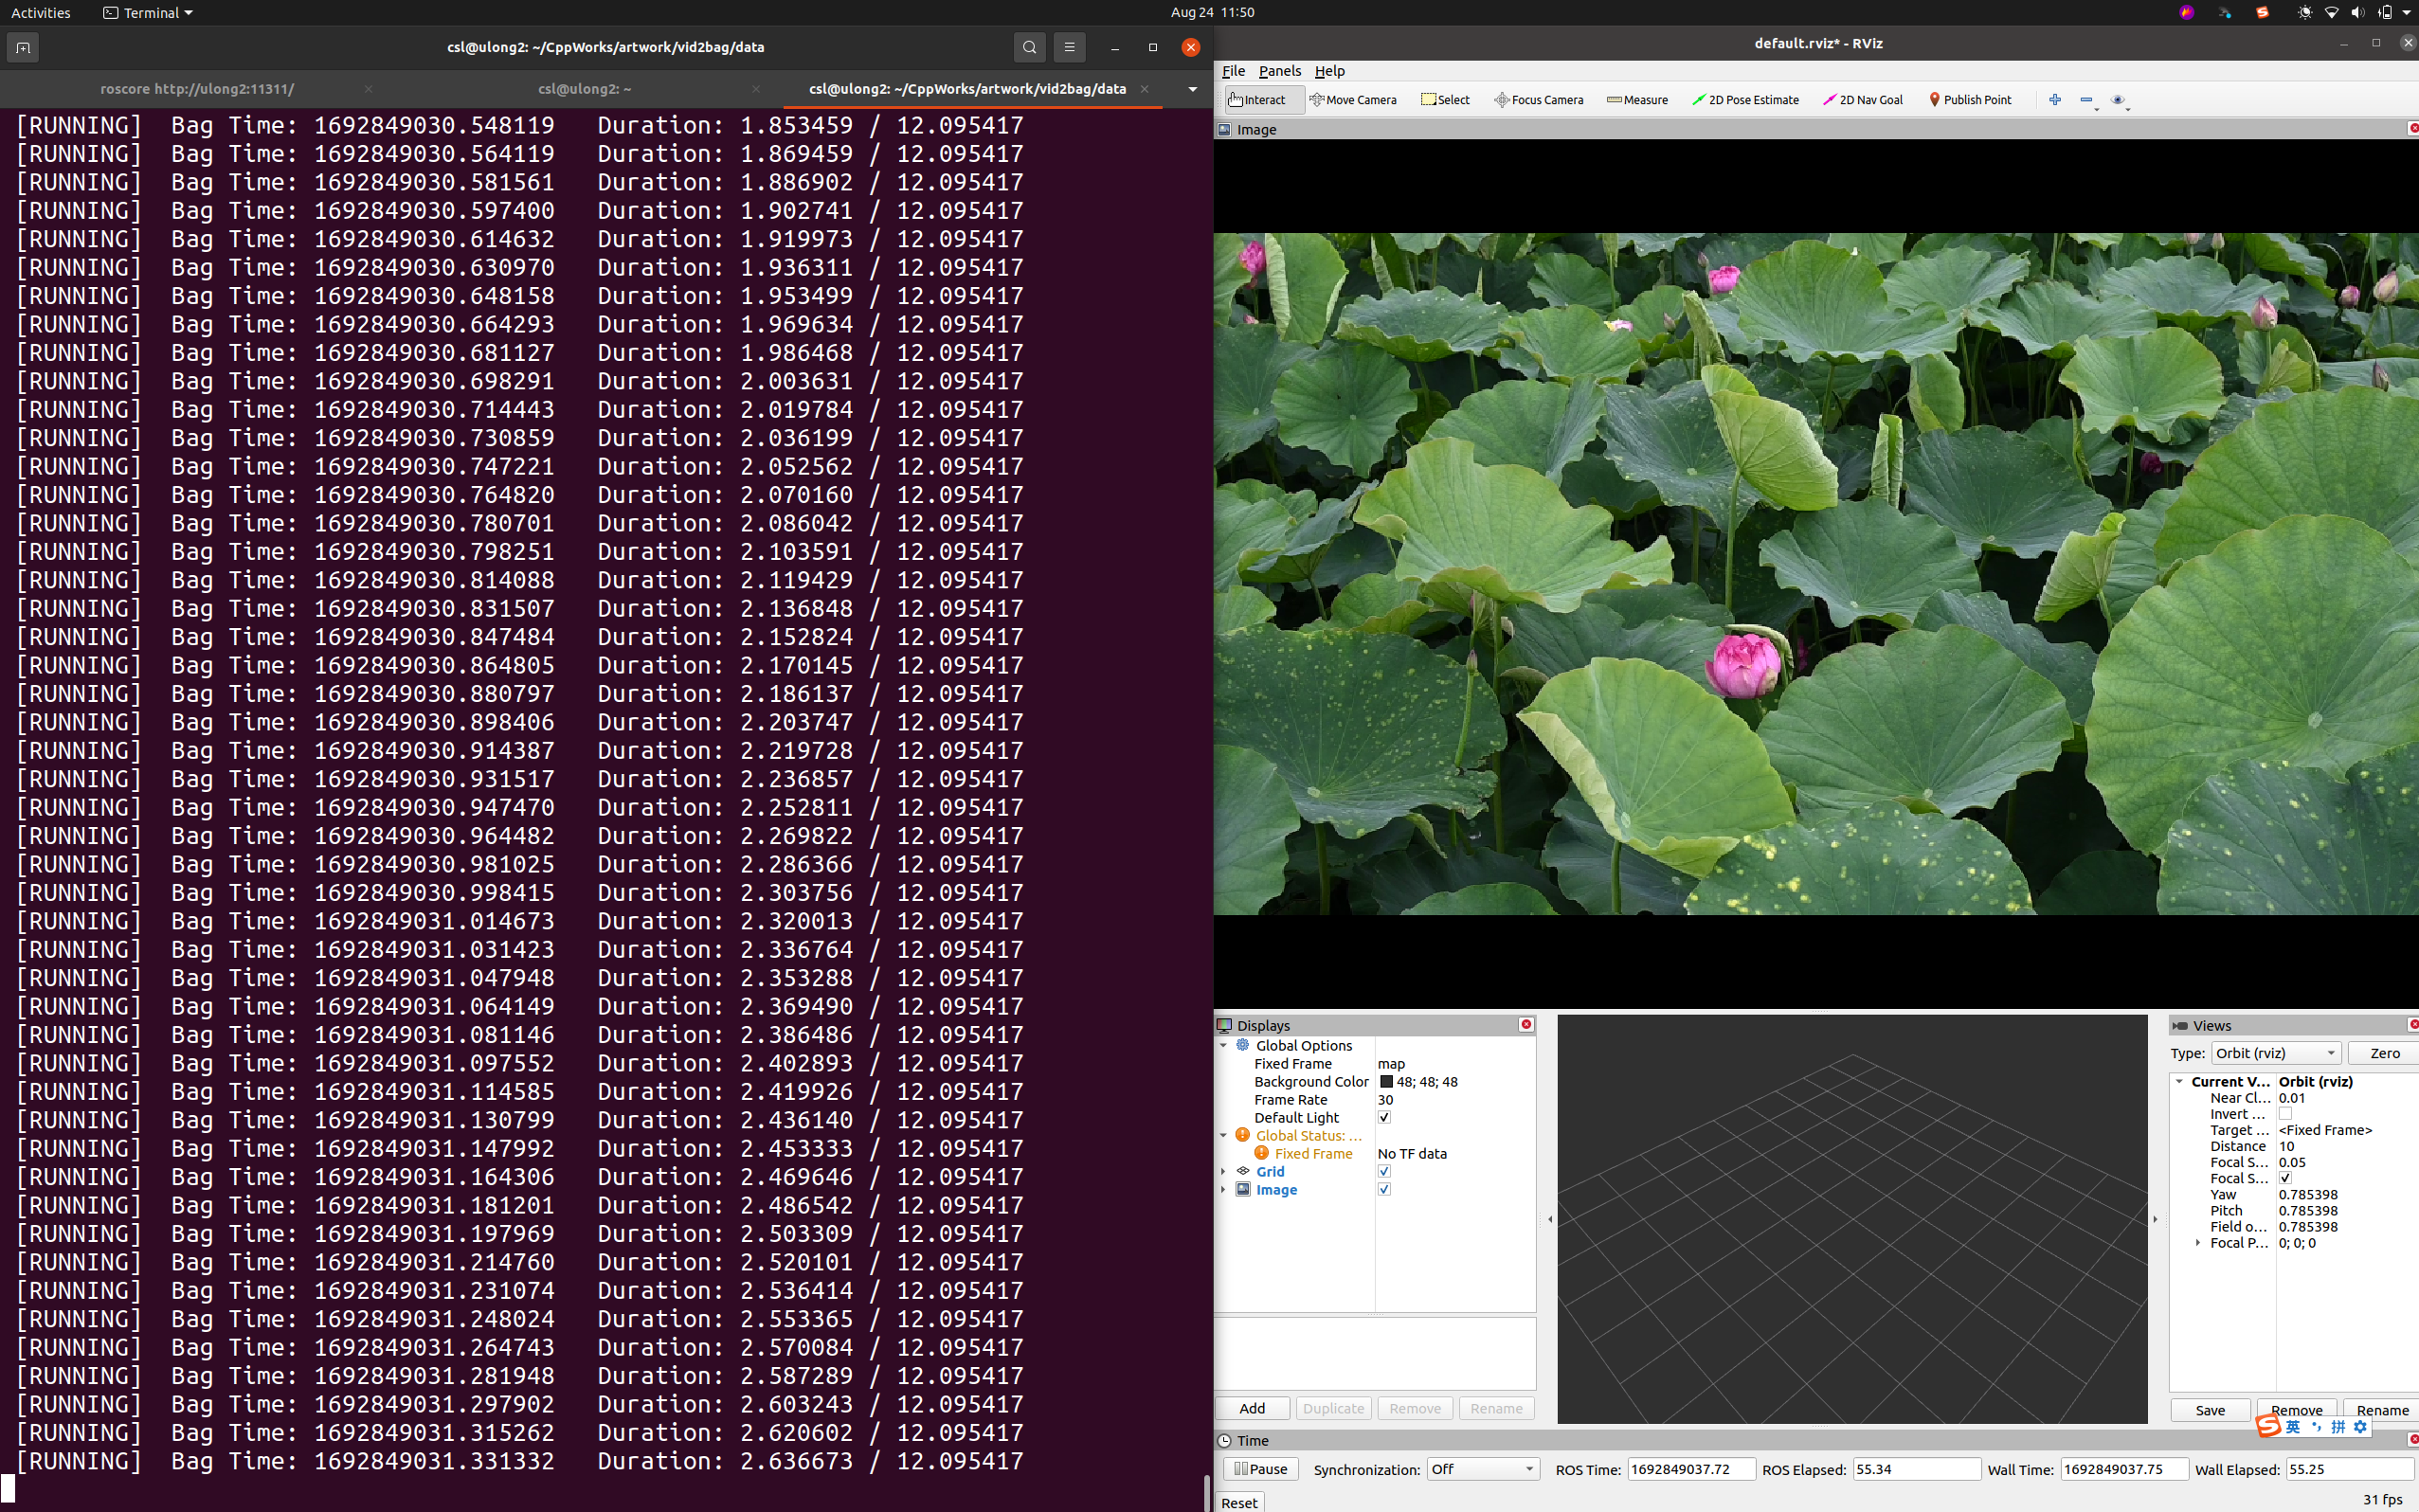 Activities Terminal Aug 24 11:50
csl@ulong2: ~/CppWorks/artwork/vid2bag/data
roscore http://ulong2:11311/ csl@ulong2: ~ csl@ulong2: ~/CppWorks/artwork/vid2bag/data
[RUNNING] Bag Time: 1692849030.548119 Duration: 1.853459 / 12.095417
[RUNNING] Bag Time: 1692849030.564119 Duration: 1.869459 / 12.095417
[RUNNING] Bag Time: 1692849030.581561 Duration: 1.886902 / 12.095417
[RUNNING] Bag Time: 1692849030.597400 Duration: 1.902741 / 12.095417
[RUNNING] Bag Time: 1692849030.614632 Duration: 1.919973 / 12.095417
[RUNNING] Bag Time: 1692849030.630970 Duration: 1.936311 / 12.095417
[RUNNING] Bag Time: 1692849030.648158 Duration: 1.953499 / 12.095417
[RUNNING] Bag Time: 1692849030.664293 Duration: 1.969634 / 12.095417
[RUNNING] Bag Time: 1692849030.681127 Duration: 1.986468 / 12.095417
[RUNNING] Bag Time: 1692849030.698291 Duration: 2.003631 / 12.095417
[RUNNING] Bag Time: 1692849030.714443 Duration: 2.019784 / 12.095417
[RUNNING] Bag Time: 1692849030.730859 Duration: 2.036199 / 12.095417
[RUNNING] Bag Time: 1692849030.747221 Duration: 2.052562 / 12.095417
[RUNNING] Bag Time: 1692849030.764820 Duration: 2.070160 / 12.095417
[RUNNING] Bag Time: 1692849030.780701 Duration: 2.086042 / 12.095417
[RUNNING] Bag Time: 1692849030.798251 Duration: 2.103591 / 12.095417
[RUNNING] Bag Time: 1692849030.814088 Duration: 2.119429 / 12.095417
[RUNNING] Bag Time: 1692849030.831507 Duration: 2.136848 / 12.095417
[RUNNING] Bag Time: 1692849030.847484 Duration: 2.152824 / 12.095417
[RUNNING] Bag Time: 1692849030.864805 Duration: 2.170145 / 12.095417
[RUNNING] Bag Time: 1692849030.880797 Duration: 2.186137 / 12.095417
[RUNNING] Bag Time: 1692849030.898406 Duration: 2.203747 / 12.095417
[RUNNING] Bag Time: 1692849030.914387 Duration: 2.219728 / 12.095417
[RUNNING] Bag Time: 1692849030.931517 Duration: 2.236857 / 12.095417
[RUNNING] Bag Time: 1692849030.947470 Duration: 2.252811 / 12.095417
[RUNNING] Bag Time: 1692849030.964482 Duration: 2.269822 / 12.095417
[RUNNING] Bag Time: 1692849030.981025 Duration: 2.286366 / 12.095417
[RUNNING] Bag Time: 1692849030.998415 Duration: 2.303756 / 12.095417
[RUNNING] Bag Time: 1692849031.014673 Duration: 2.320013 / 12.095417
[RUNNING] Bag Time: 1692849031.031423 Duration: 2.336764 / 12.095417
[RUNNING] Bag Time: 1692849031.047948 Duration: 2.353288 / 12.095417
[RUNNING] Bag Time: 1692849031.064149 Duration: 2.369490 / 12.095417
[RUNNING] Bag Time: 1692849031.081146 Duration: 2.386486 / 12.095417
[RUNNING] Bag Time: 1692849031.097552 Duration: 2.402893 / 12.095417
[RUNNING] Bag Time: 1692849031.114585 Duration: 2.419926 / 12.095417
[RUNNING] Bag Time: 1692849031.130799 Duration: 2.436140 / 12.095417
[RUNNING] Bag Time: 1692849031.147992 Duration: 2.453333 / 12.095417
[RUNNING] Bag Time: 1692849031.164306 Duration: 2.469646 / 12.095417
[RUNNING] Bag Time: 1692849031.181201 Duration: 2.486542 / 12.095417
[RUNNING] Bag Time: 1692849031.197969 Duration: 2.503309 / 12.095417
[RUNNING] Bag Time: 1692849031.214760 Duration: 2.520101 / 12.095417
[RUNNING] Bag Time: 1692849031.231074 Duration: 2.536414 / 12.095417
[RUNNING] Bag Time: 1692849031.248024 Duration: 2.553365 / 12.095417
[RUNNING] Bag Time: 1692849031.264743 Duration: 2.570084 / 12.095417
[RUNNING] Bag Time: 1692849031.281948 Duration: 2.587289 / 12.095417
[RUNNING] Bag Time: 1692849031.297902 Duration: 2.603243 / 12.095417
[RUNNING] Bag Time: 1692849031.315262 Duration: 2.620602 / 12.095417
[RUNNING] Bag Time: 1692849031.331332 Duration: 2.636673 / 12.095417
default.rviz* - RViz
File Panels Help
Interact Move Camera Select Focus Camera Measure 2D Pose Estimate 2D Nav Goal Publish Point
Image
Displays
Global Options
Fixed Frame map
Background Color 48; 48; 48
Frame Rate 30
Default Light
Global Status: ...
Fixed Frame No TF data
Grid
Image
Add Duplicate Remove Rename
Views
Type: Orbit (rviz) Zero
Current V... Orbit (rviz)
Near Cl... 0.01
Invert ...
Target ... <Fixed Frame>
Distance 10
Focal S... 0.05
Focal S...
Yaw 0.785398
Pitch 0.785398
Field o... 0.785398
Focal P... 0; 0; 0
Save Remove Rename
英 拼
Time
Pause Synchronization: Off ROS Time: 1692849037.72 ROS Elapsed: 55.34 Wall Time: 1692849037.75 Wall Elapsed: 55.25
Reset 31 fps